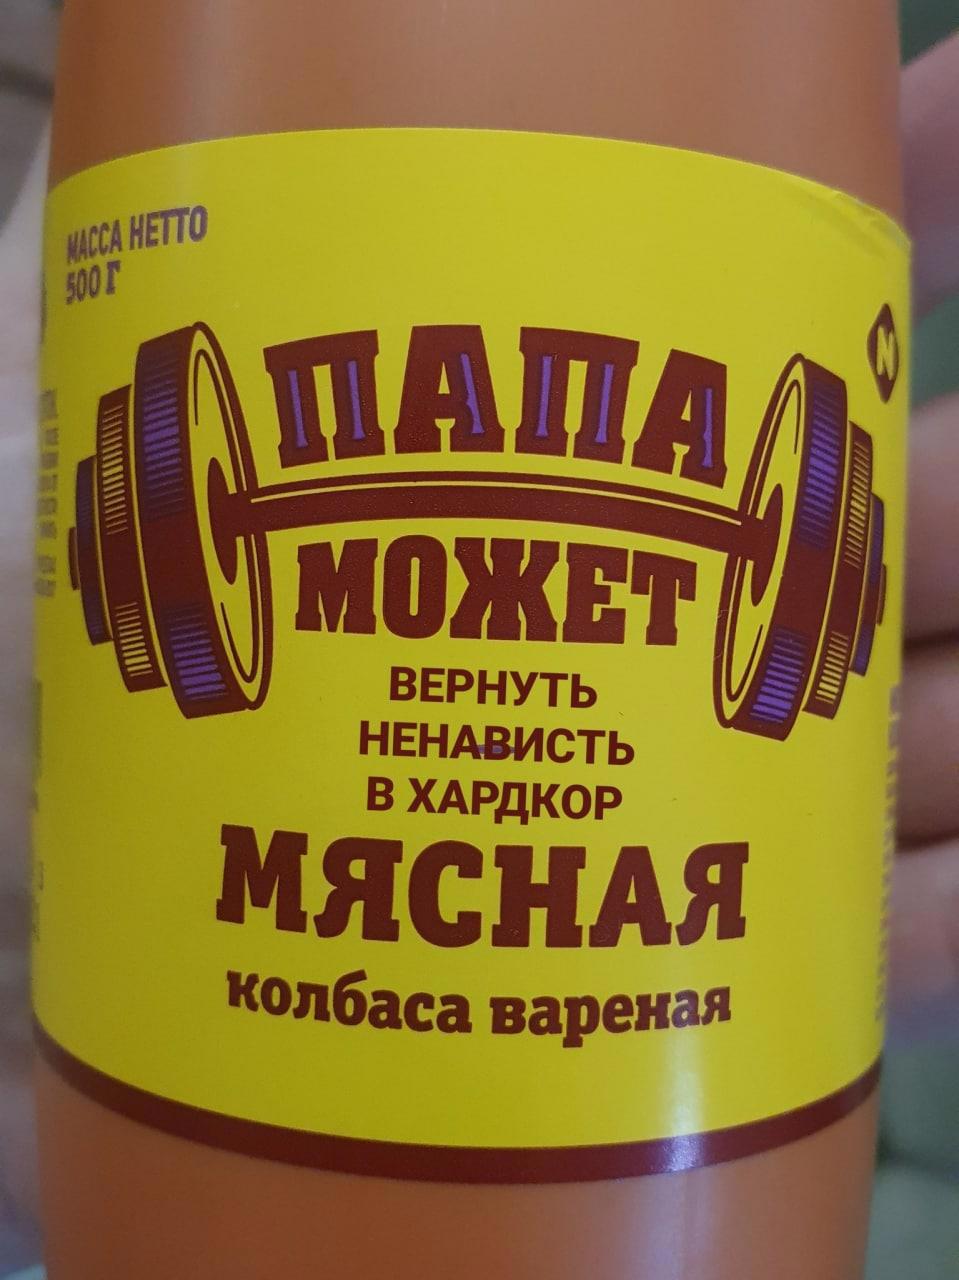 МАССА НЕТТО
500 Г
N
ПАПА
МОЖЕТ
ВЕРНУТЬ
НЕНАВИСТЬ
В ХАРДКОР
МЯСНАЯ
колбаса вареная